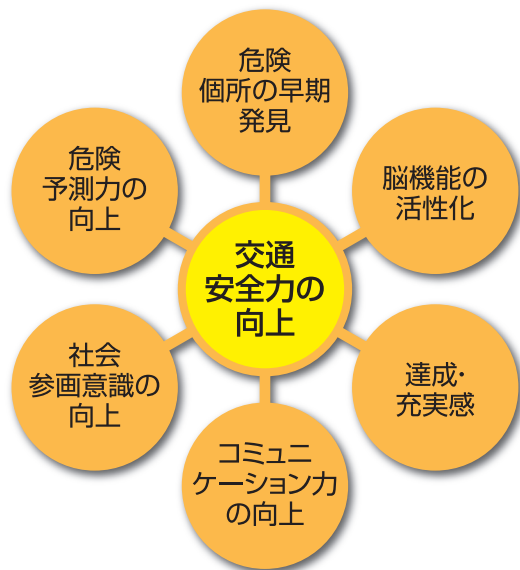 危険
個所の早期
発見
脳機能の
活性化
達成・
充実感
コミュニ
ケーション力
の向上
社会
参画意識の
向上
危険
予測力の
向上
交通
安全力の
向上